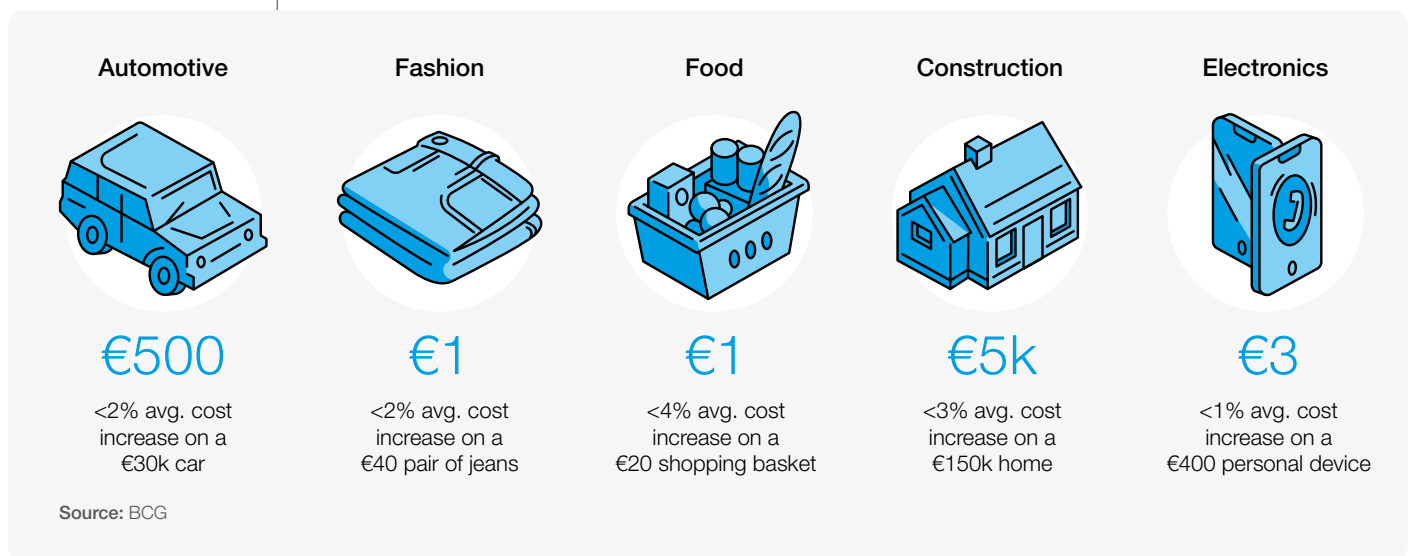 Automotive
Fashion
Food
Construction
Electronics
€500
€1
€1
€5k
€3
<2% avg. cost
increase on a
€30k car
<2% avg. cost
increase on a
€40 pair of jeans
<4% avg. cost
increase on a
€20 shopping basket
<3% avg. cost
increase on a
€150k home
<1% avg. cost
increase on a
€400 personal device
Source: BCG